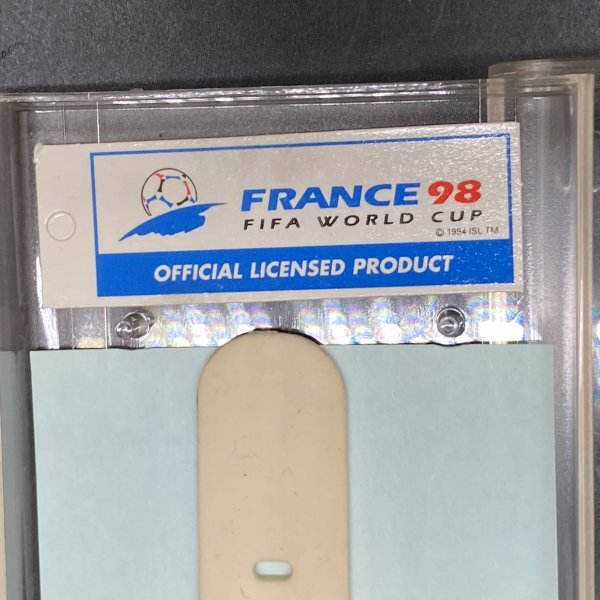 FRANCE 98
FIFA WORLD CUP
© 1994 ISL TM
OFFICIAL LICENSED PRODUCT